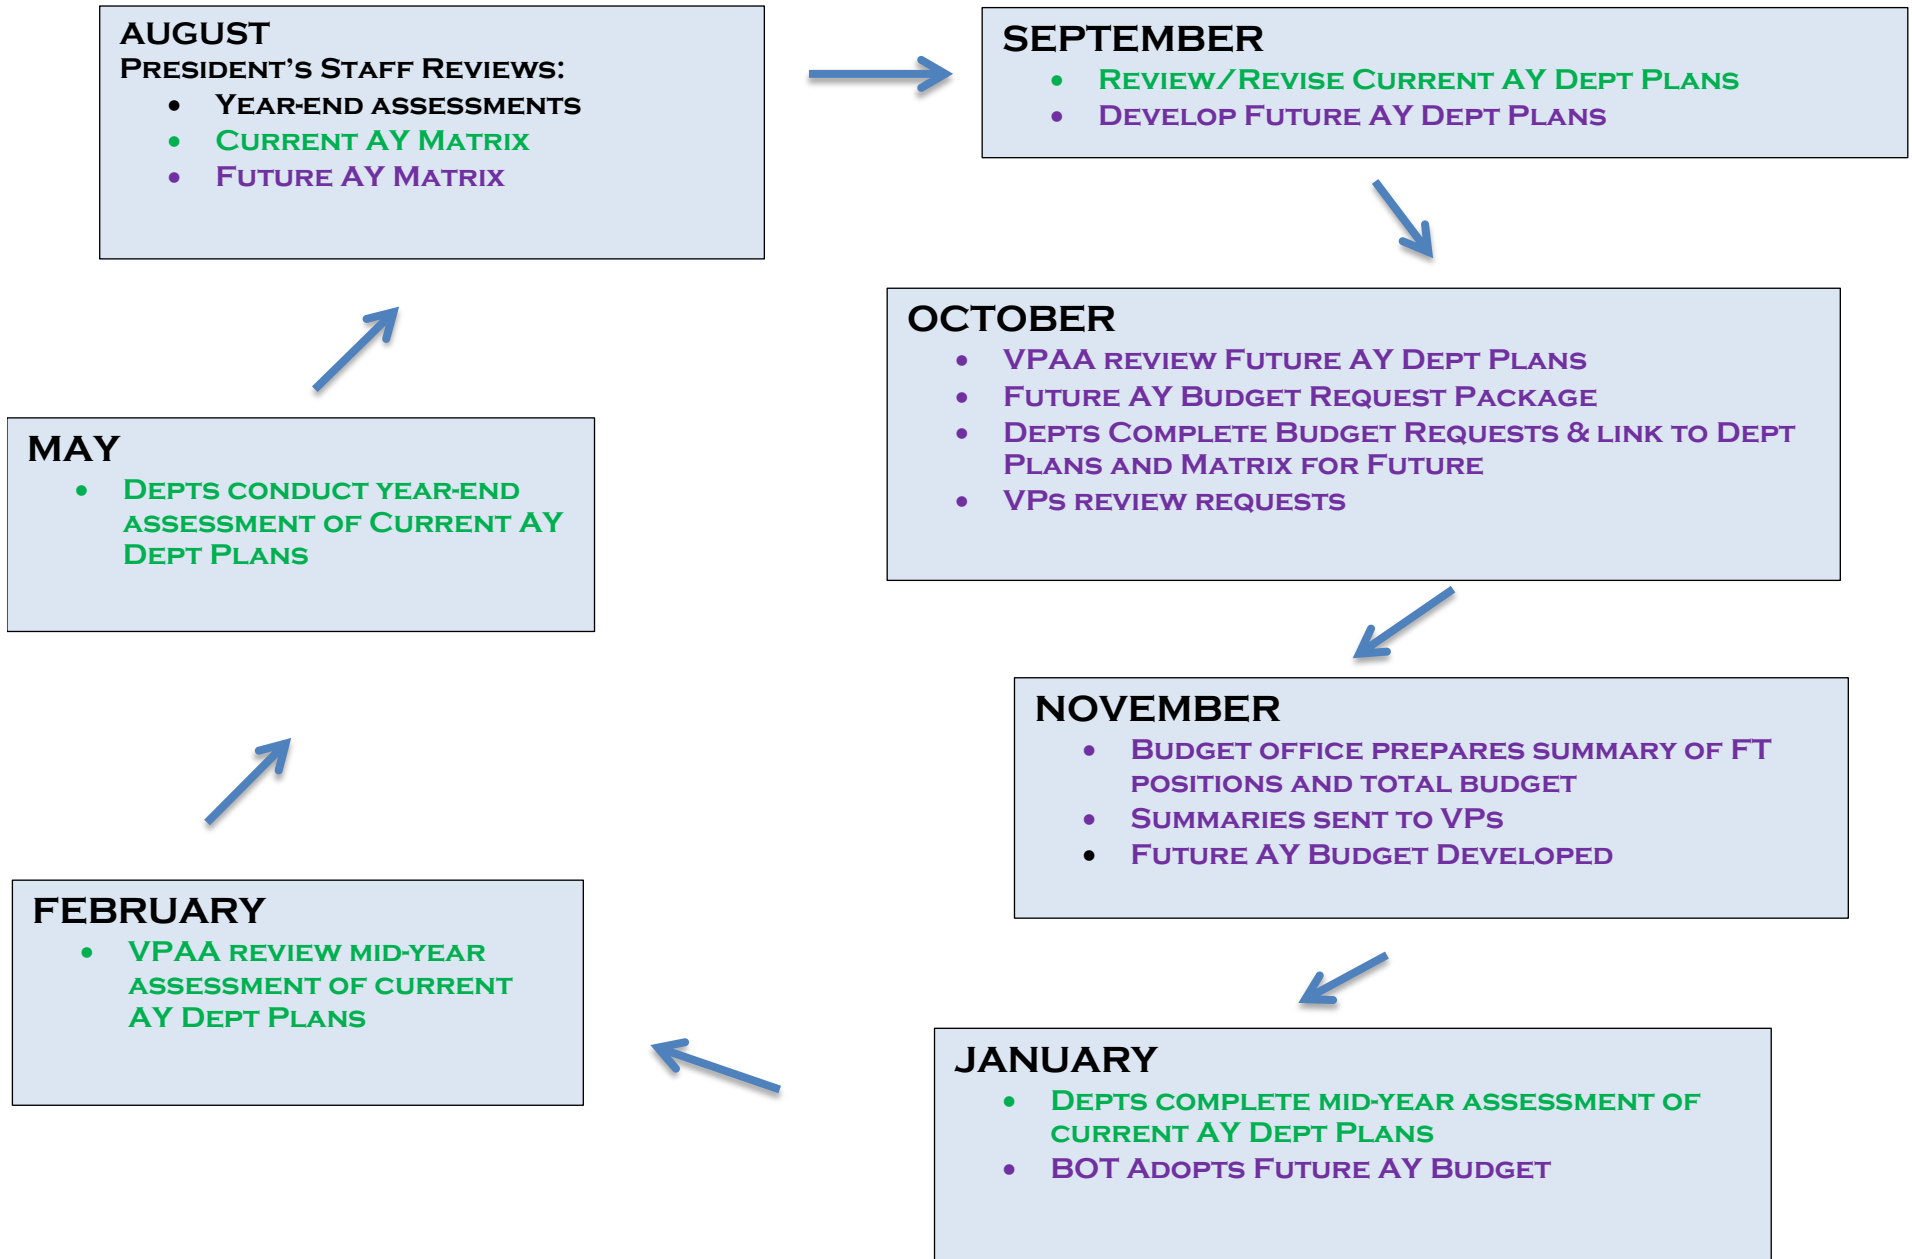 AUGUST
PRESIDENT'S STAFF REVIEWS:
• YEAR-END ASSESSMENTS
• CURRENT AY MATRIX
• FUTURE AY MATRIX
SEPTEMBER
• REVIEW/REVISE CURRENT AY DEPT PLANS
• DEVELOP FUTURE AY DEPT PLANS
OCTOBER
• VPAA REVIEW FUTURE AY DEPT PLANS
• FUTURE AY BUDGET REQUEST PACKAGE
• DEPTS COMPLETE BUDGET REQUESTS & LINK TO DEPT
PLANS AND MATRIX FOR FUTURE
• VPS REVIEW REQUESTS
NOVEMBER
• BUDGET OFFICE PREPARES SUMMARY OF FT
POSITIONS AND TOTAL BUDGET
• SUMMARIES SENT TO VPS
• FUTURE AY BUDGET DEVELOPED
JANUARY
• DEPTS COMPLETE MID-YEAR ASSESSMENT OF
CURRENT AY DEPT PLANS
• BOT ADOPTS FUTURE AY BUDGET
FEBRUARY
• VPAA REVIEW MID-YEAR
ASSESSMENT OF CURRENT
AY DEPT PLANS
MAY
• DEPTS CONDUCT YEAR-END
ASSESSMENT OF CURRENT AY
DEPT PLANS